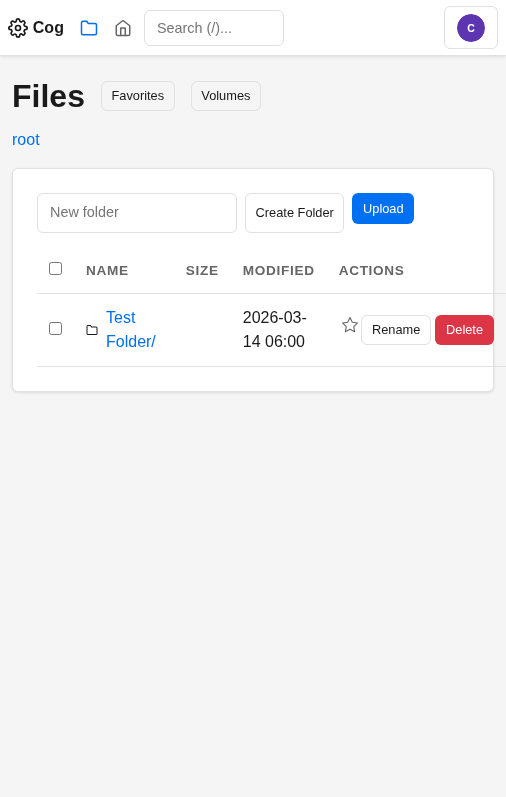 Cog
Search (/)...
C
Files
Favorites
Volumes
root
New folder
Create Folder
Upload
NAME SIZE MODIFIED ACTIONS
Test 2026-03-
Folder/ 14 06:00
Rename
Delete